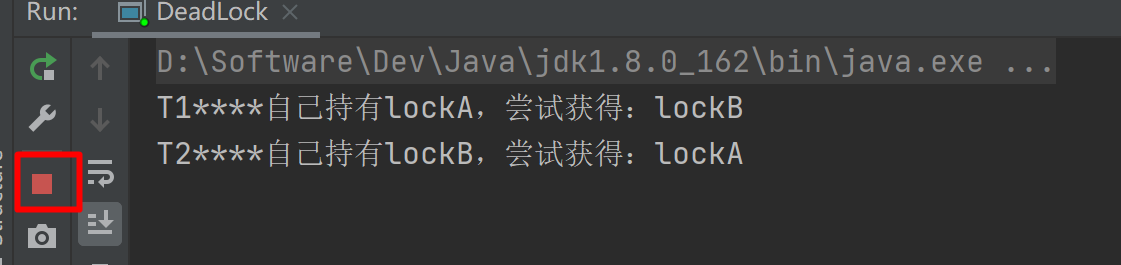 Run: DeadLock
D:\Software\Dev\Java\jdk1.8.0_162\bin\java.exe ...
T1****自己持有lockA，尝试获得：lockB
T2****自己持有lockB，尝试获得：lockA
Structure